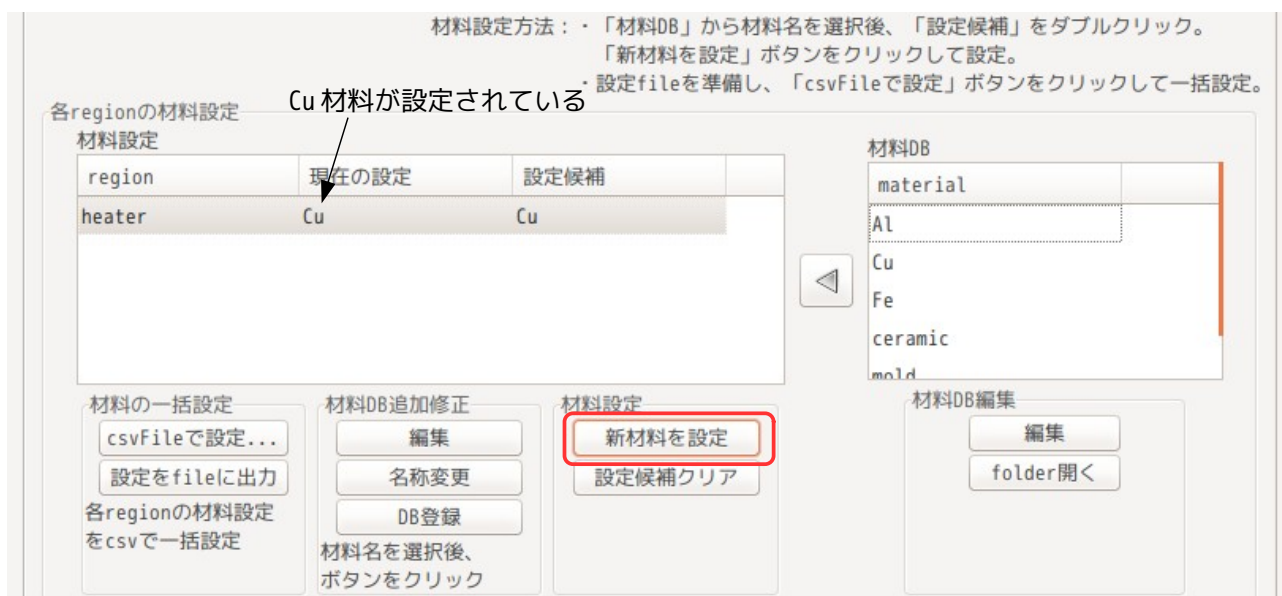 材料設定方法：・「材料DB」から材料名を選択後、「設定候補」をダブルクリック。
「新材料を設定」ボタンをクリックして設定。
・設定fileを準備し、「csvFileで設定」ボタンをクリックして一括設定。
Cu材料が設定されている
各regionの材料設定
材料設定
region 現在の設定 設定候補
heater Cu Cu
材料DB
material
Al
Cu
Fe
ceramic
mold
材料の一括設定
csvFileで設定...
設定をfileに出力
各regionの材料設定
をcsvで一括設定
材料DB追加修正
編集
名称変更
DB登録
材料名を選択後、
ボタンをクリック
材料設定
新材料を設定
設定候補クリア
材料DB編集
編集
folder開く